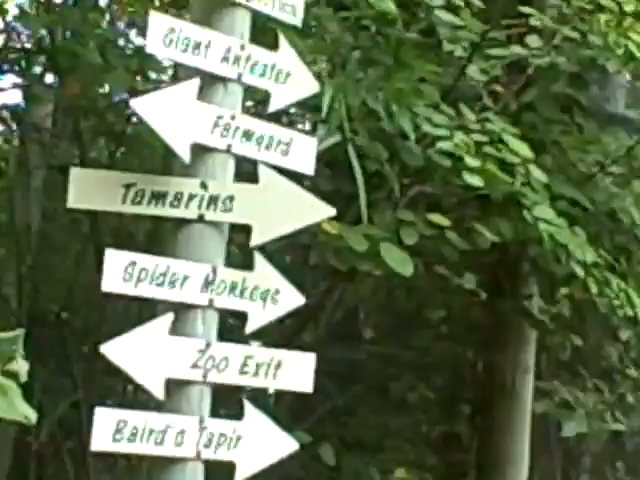 Giant Anteater
Farmyard
Tamarins
Spider Monkeys
Zoo Exit
Baird's Tapir